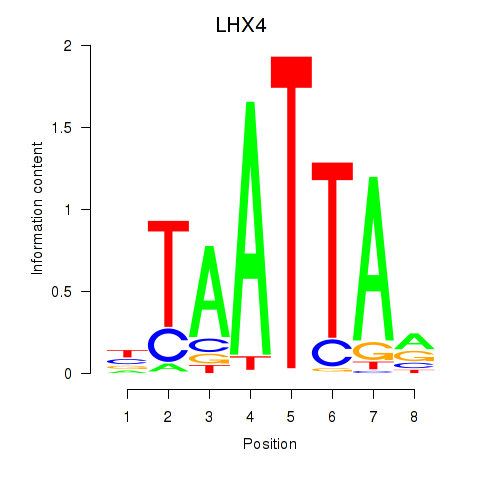 LHX4
2
1.5
1
0.5
0
Information content
T C G A
T C A
A C G T
A T
T
T C G
A G T C
A G C T
1 2 3 4 5 6 7 8
Position